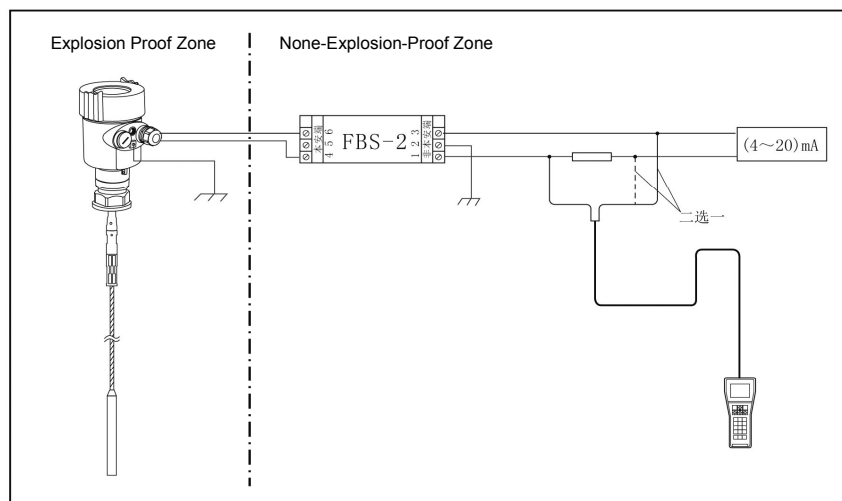 Explosion Proof Zone
None-Explosion-Proof Zone
本安端
4 5 6
FBS-2
1 2 3
非本安端
(4～20)mA
二选一